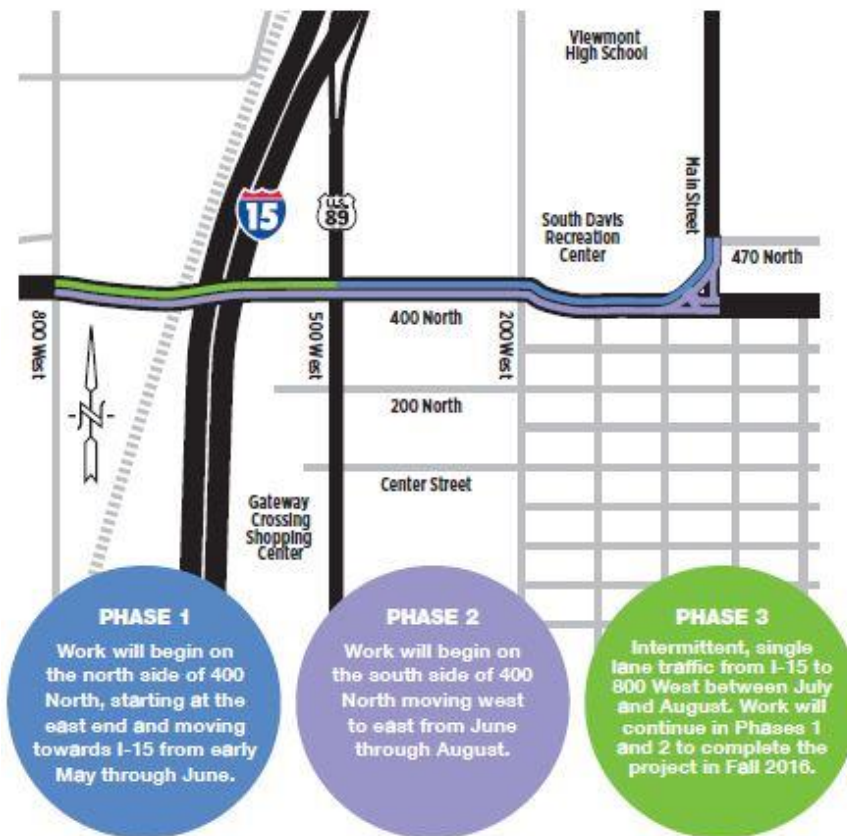 Viewmont
High School
Main Street
15
U.S.
89
South Davis
Recreation
Center
470 North
800 West
500 West
400 North
200 West
N
200 North
Center Street
Gateway
Crossing
Shopping
Center
PHASE 1
Work will begin on
the north side of 400
North, starting at the
east end and moving
towards I-15 from early
May through June.
PHASE 2
Work will begin on
the south side of 400
North moving west
to east from June
through August.
PHASE 3
Intermittent, single
lane traffic from I-15 to
800 West between July
and August. Work will
continue in Phases 1
and 2 to complete the
project in Fall 2016.